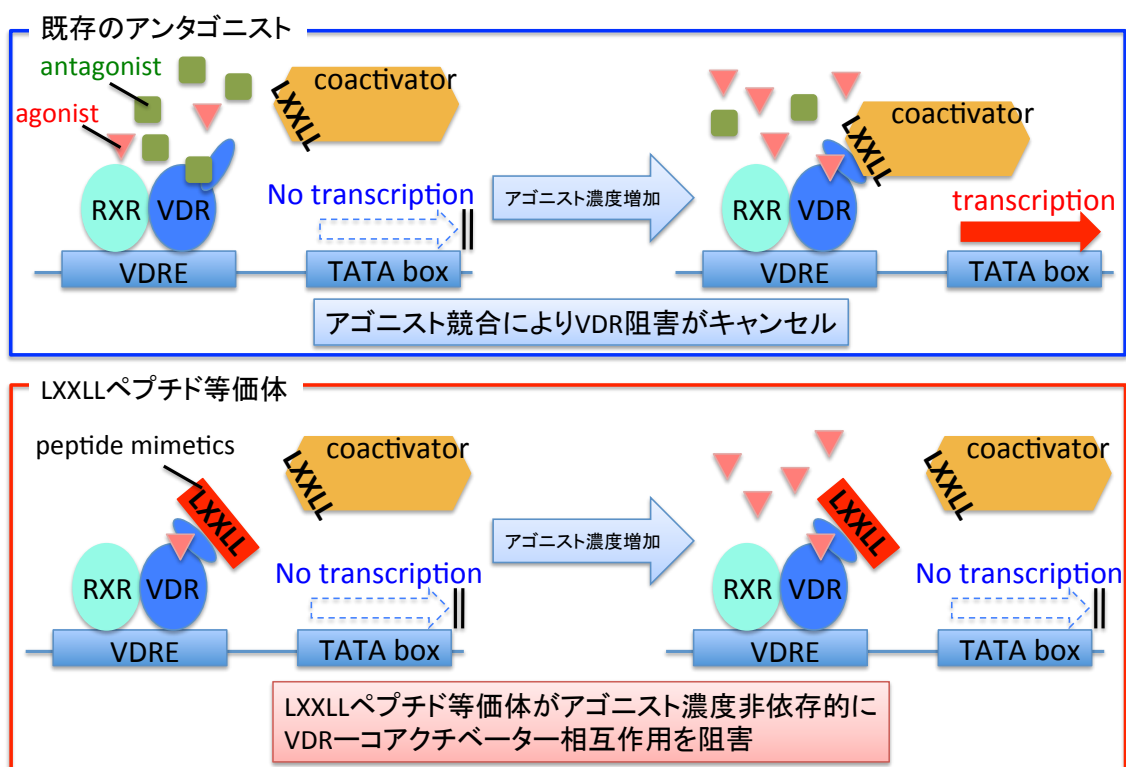 既存のアンタゴニスト
antagonist
agonist
LXXLL
coactivator
RXR
VDR
No transcription
VDRE
TATA box
アゴニスト濃度増加
LXXLL
coactivator
RXR
VDR
transcription
VDRE
TATA box
アゴニスト競合によりVDR阻害がキャンセル
LXXLLペプチド等価体
peptide mimetics
LXXLL
LXXLL
coactivator
RXR
VDR
No transcription
VDRE
TATA box
アゴニスト濃度増加
LXXLL
LXXLL
coactivator
RXR
VDR
No transcription
VDRE
TATA box
LXXLLペプチド等価体がアゴニスト濃度非依存的に
VDRーコアクチベーター相互作用を阻害